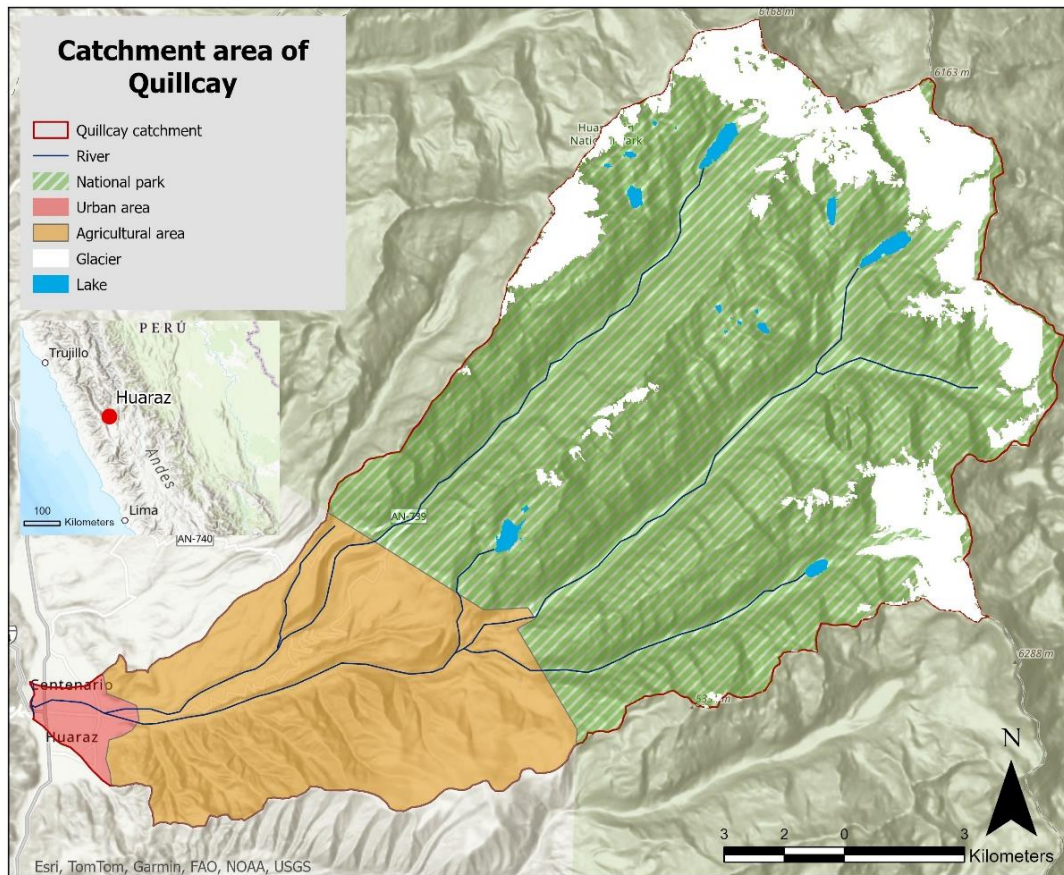 Catchment area of
Quillcay
Quillcay catchment
River
National park
Urban area
Agricultural area
Glacier
Lake
6168 m
6163 m
National Park
PERÚ
Trujillo
Huaraz
Andes
Lima
100
Kilometers
AN-740
AN-739
6288 m
Centenario
Huaraz
N
3 2 0 3
Kilometers
Esri, TomTom, Garmin, FAO, NOAA, USGS